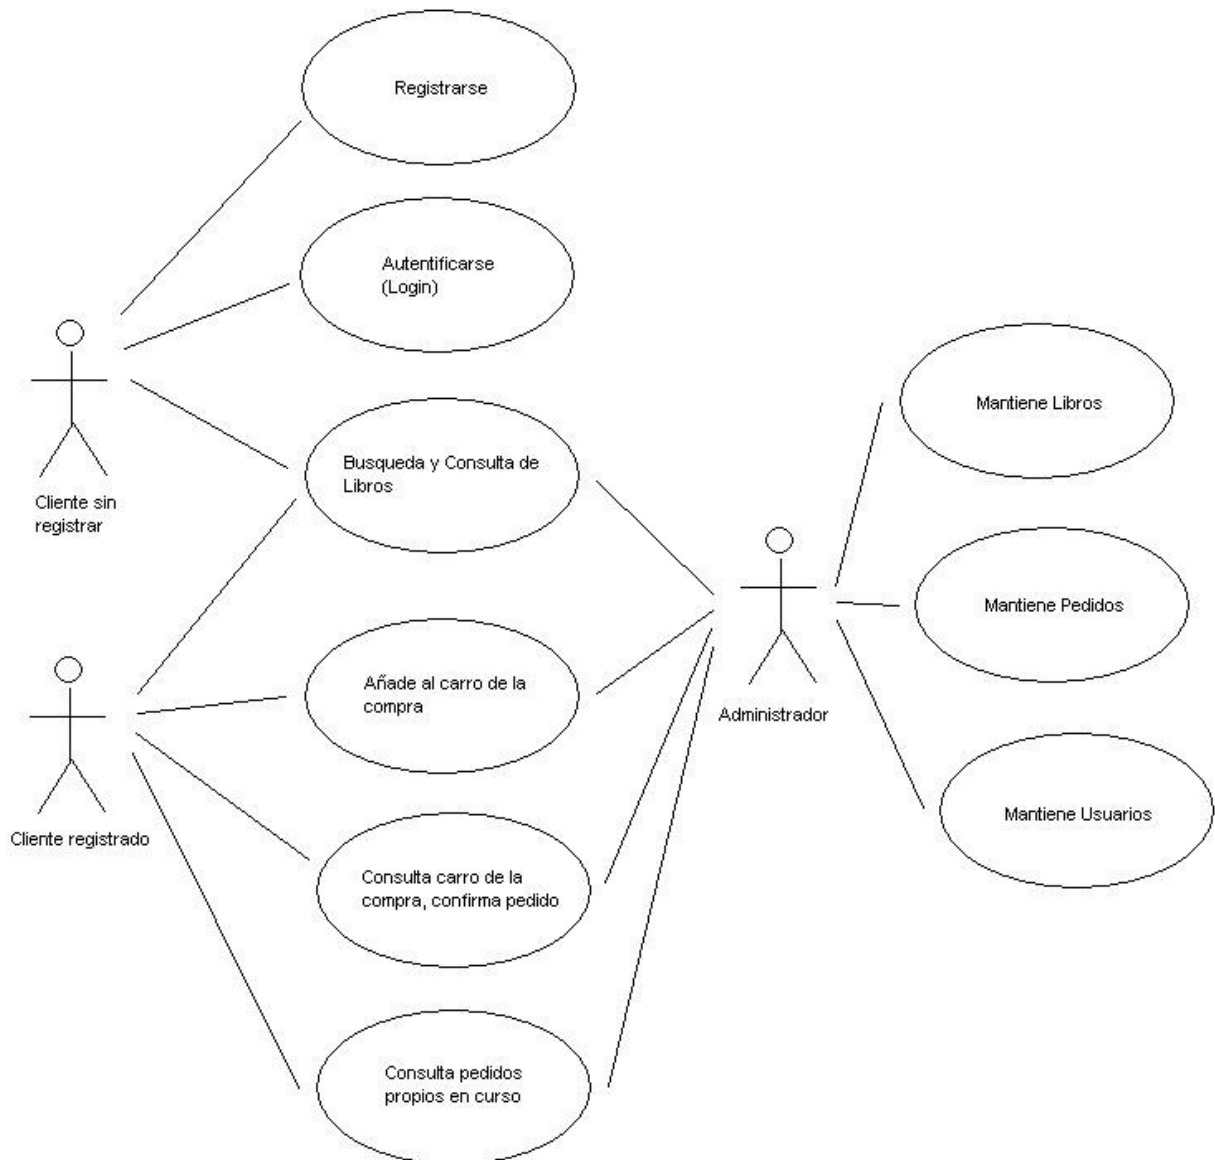 Registrarse
Autentificarse
(Login)
Cliente sin
registrar
Busqueda y Consulta de
Libros
Mantiene Libros
Mantiene Pedidos
Añade al carro de la
compra
Administrador
Cliente registrado
Mantiene Usuarios
Consulta carro de la
compra, confirma pedido
Consulta pedidos
propios en curso